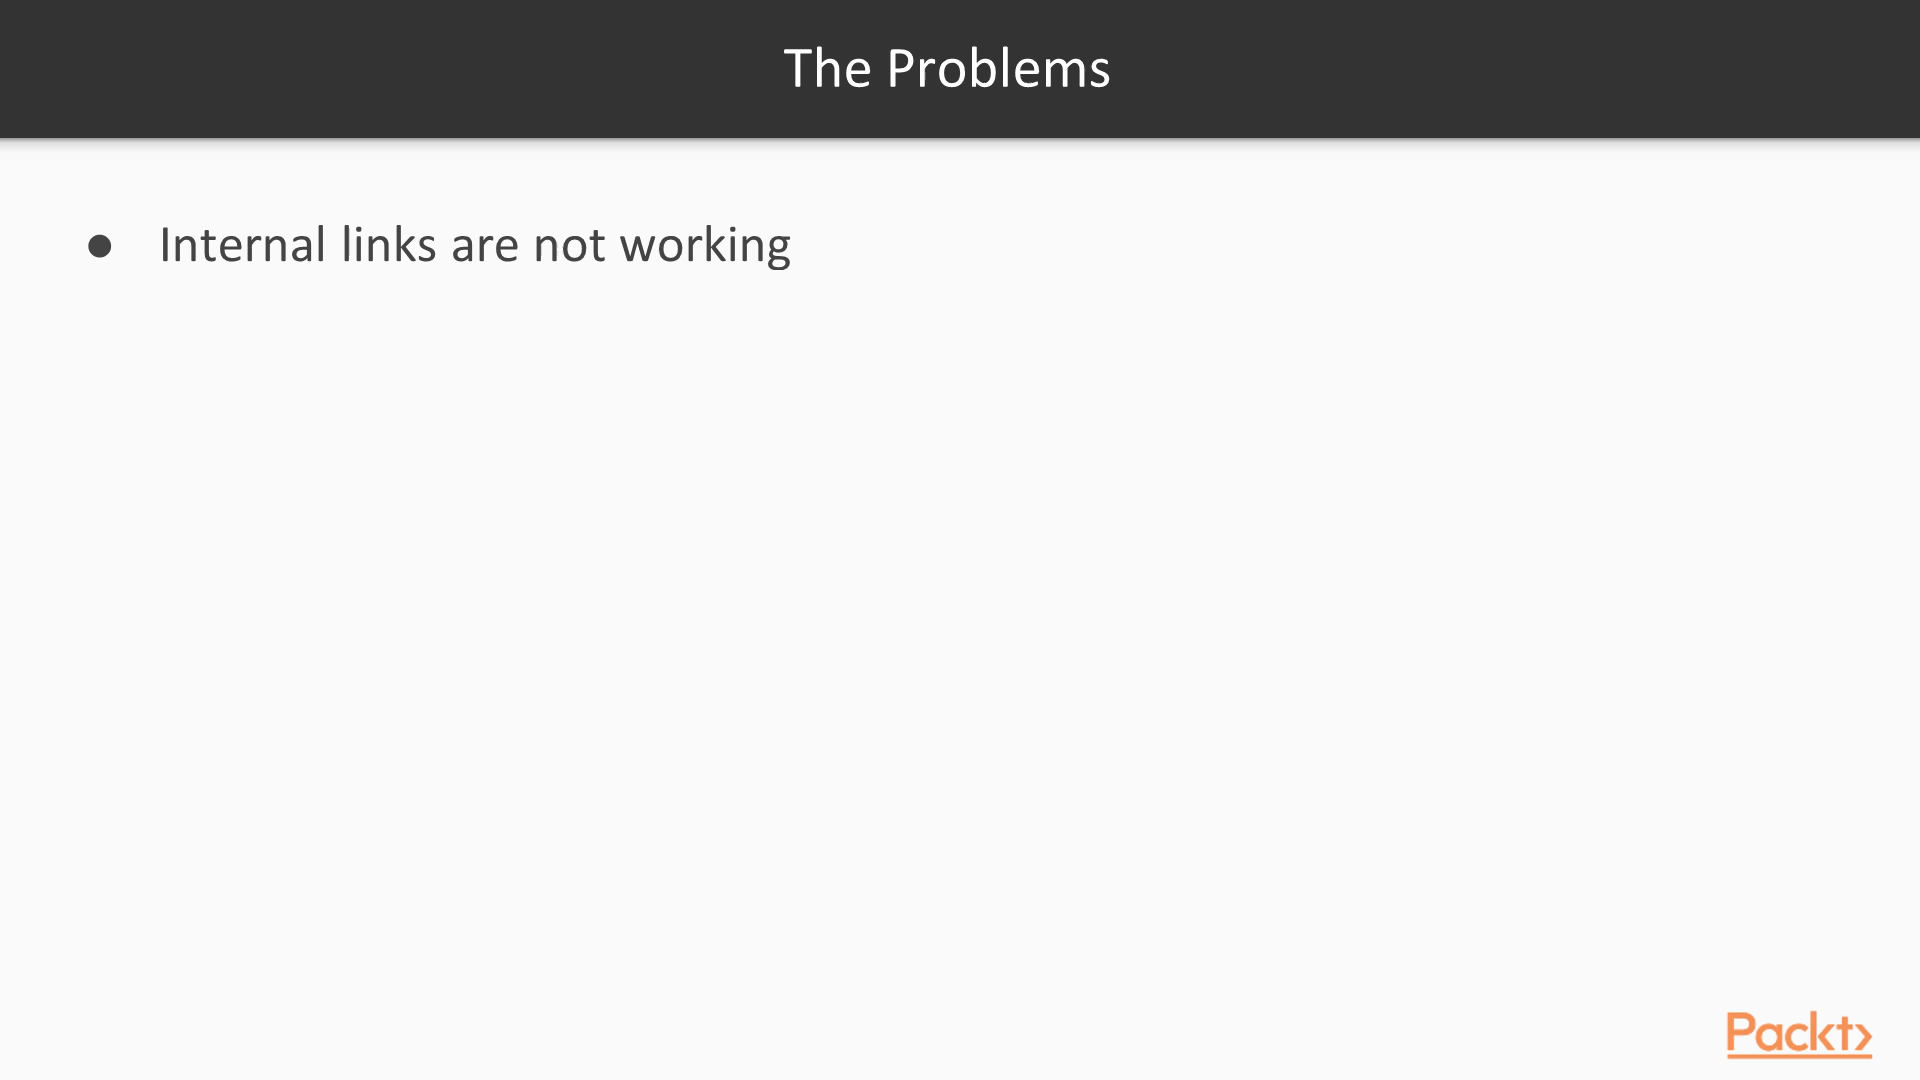 The Problems
● Internal links are not working
Packt>